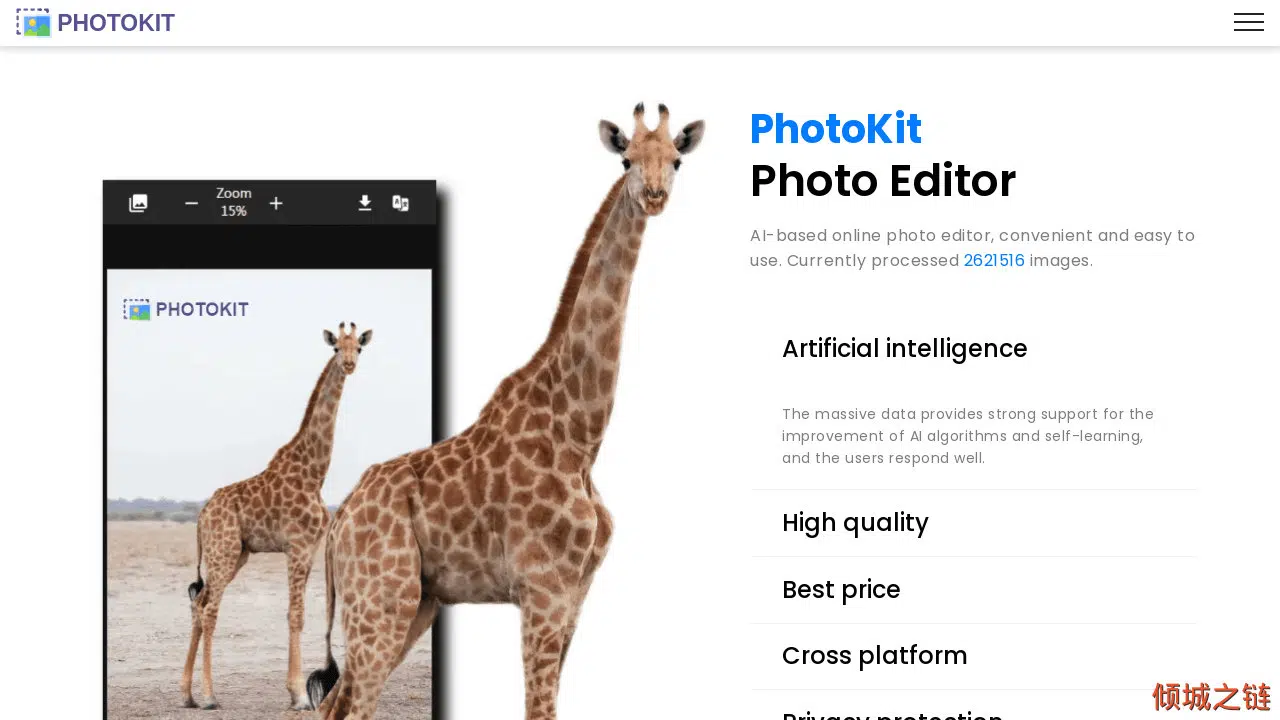 PHOTOKIT
PhotoKit
Photo Editor
AI-based online photo editor, convenient and easy to
use. Currently processed 2621516 images.
Zoom
15%
PHOTOKIT
Artificial intelligence
The massive data provides strong support for the
improvement of AI algorithms and self-learning,
and the users respond well.
High quality
Best price
Cross platform
Privacy protection
倾城之链